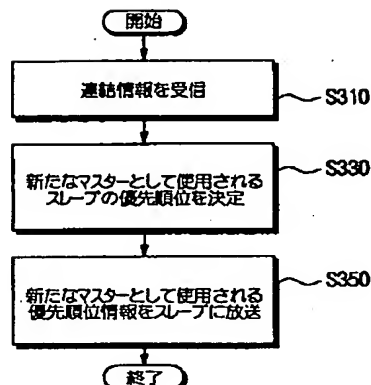 開始
連結情報を受信
S310
新たなマスターとして使用される
スレーブの優先順位を決定
S330
新たなマスターとして使用される
優先順位情報をスレーブに放送
S350
終了